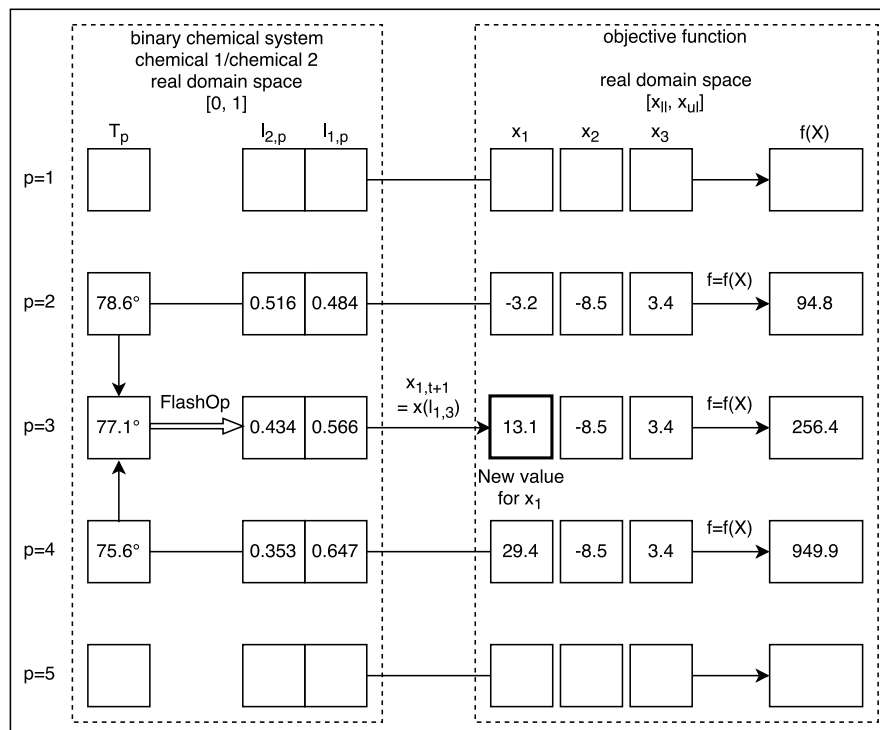 binary chemical system
chemical 1/chemical 2
real domain space
[0, 1]
objective function
real domain space
[x_ll, x_ul]
T_p l_2,p l_1,p x_1 x_2 x_3 f(X)
p=1
p=2 78.6° 0.516 0.484 -3.2 -8.5 3.4 f=f(X) 94.8
FlashOp
x_1,t+1
= x(l_1,3)
p=3 77.1° 0.434 0.566 13.1 -8.5 3.4 f=f(X) 256.4
New value
for x_1
p=4 75.6° 0.353 0.647 29.4 -8.5 3.4 f=f(X) 949.9
p=5